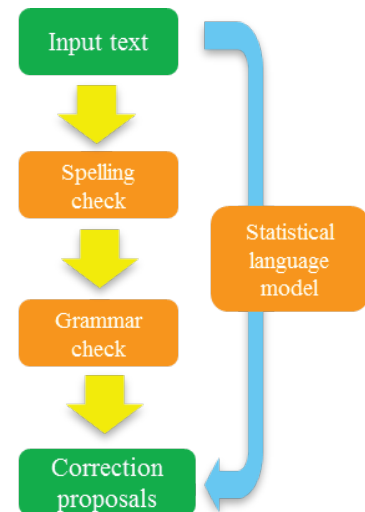 Input text
Spelling
check
Statistical
language
model
Grammar
check
Correction
proposals